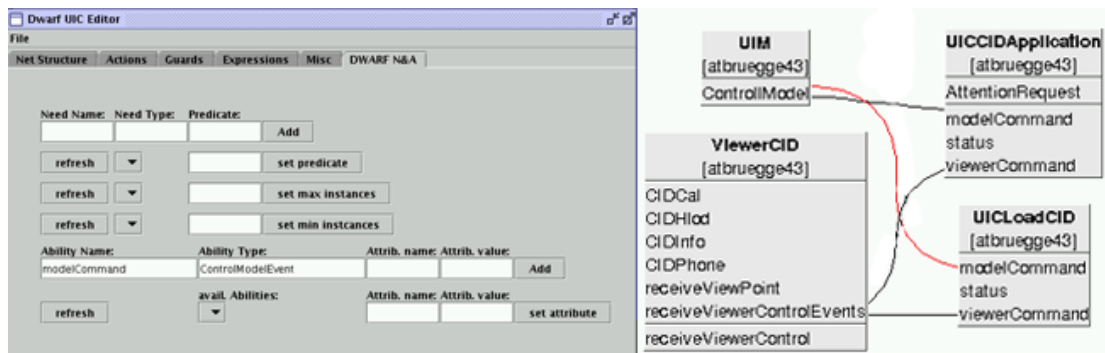 Dwarf UIC Editor
File
Net Structure Actions Guards Expressions Misc DWARF N&A
Need Name: Need Type: Predicate:
Add
refresh set predicate
refresh set max instances
refresh set min instcances
Ability Name: Ability Type: Attrib. name: Attrib. value:
modelCommand ControlModelEvent Add
avail. Abilities: Attrib. name: Attrib. value:
refresh set attribute
UIM
[atbruegge43]
ControllModel
ViewerCID
[atbruegge43]
CIDCal
CIDHlod
CIDInfo
CIDPhone
receiveViewPoint
receiveViewerControlEvents
receiveViewerControl
UICCIDApplication
[atbruegge43]
AttentionRequest
modelCommand
status
viewerCommand
UICLoadCID
[atbruegge43]
modelCommand
status
viewerCommand